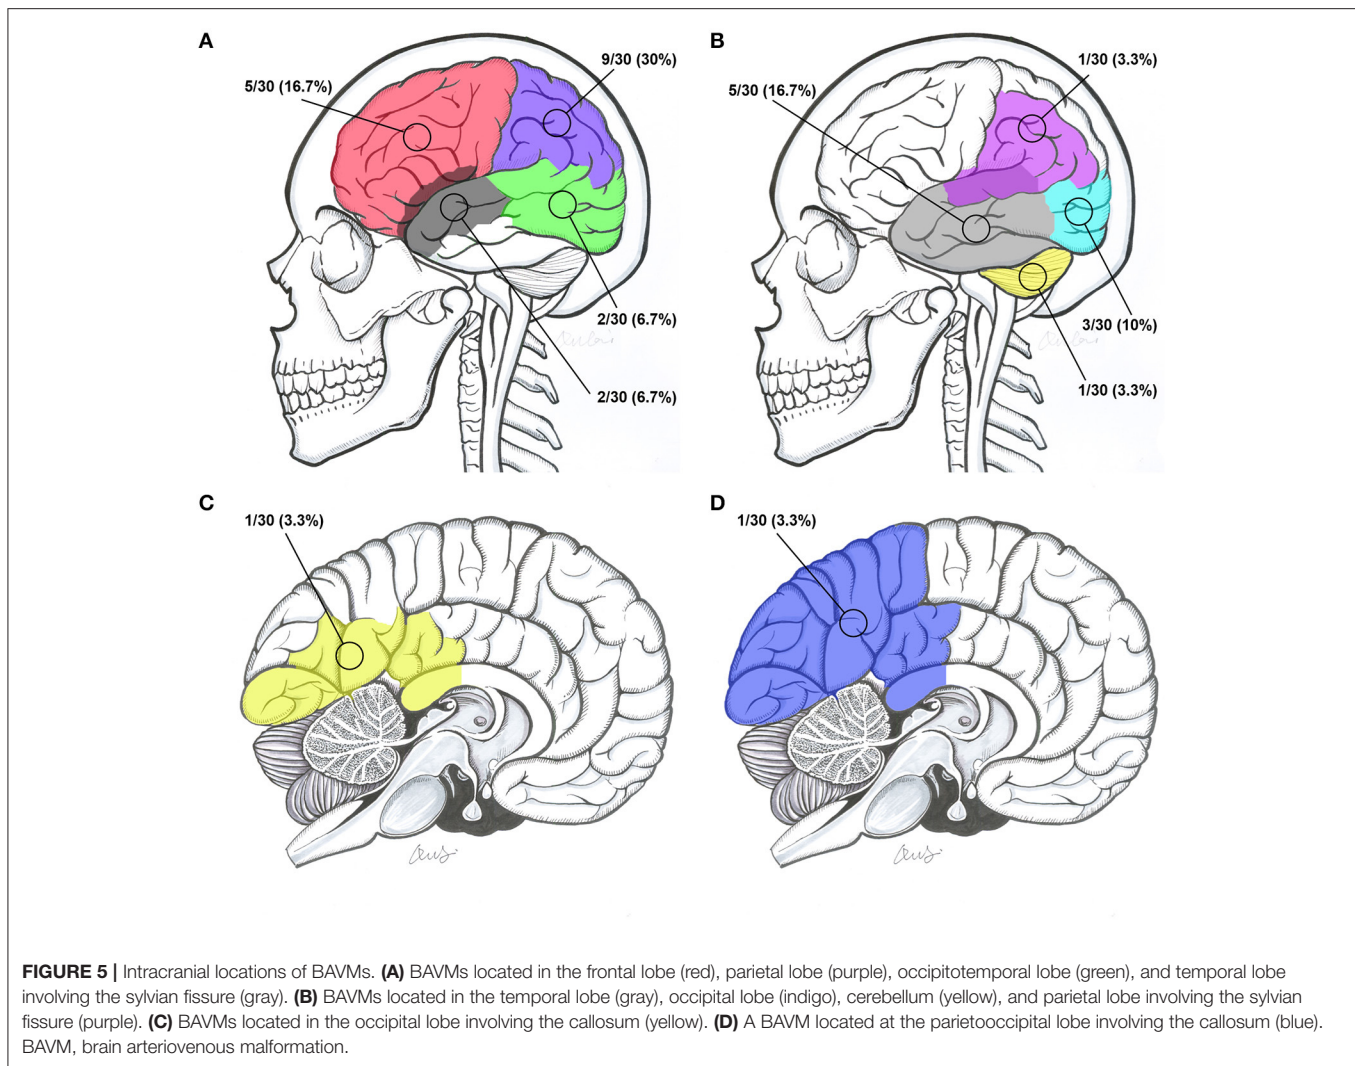 A
9/30 (30%)
5/30 (16.7%)
2/30 (6.7%)
2/30 (6.7%)
B
1/30 (3.3%)
5/30 (16.7%)
3/30 (10%)
1/30 (3.3%)
C
1/30 (3.3%)
D
1/30 (3.3%)
FIGURE 5 | Intracranial locations of BAVMs. (A) BAVMs located in the frontal lobe (red), parietal lobe (purple), occipitotemporal lobe (green), and temporal lobe
involving the sylvian fissure (gray). (B) BAVMs located in the temporal lobe (gray), occipital lobe (indigo), cerebellum (yellow), and parietal lobe involving the sylvian
fissure (purple). (C) BAVMs located in the occipital lobe involving the callosum (yellow). (D) A BAVM located at the parietooccipital lobe involving the callosum (blue).
BAVM, brain arteriovenous malformation.